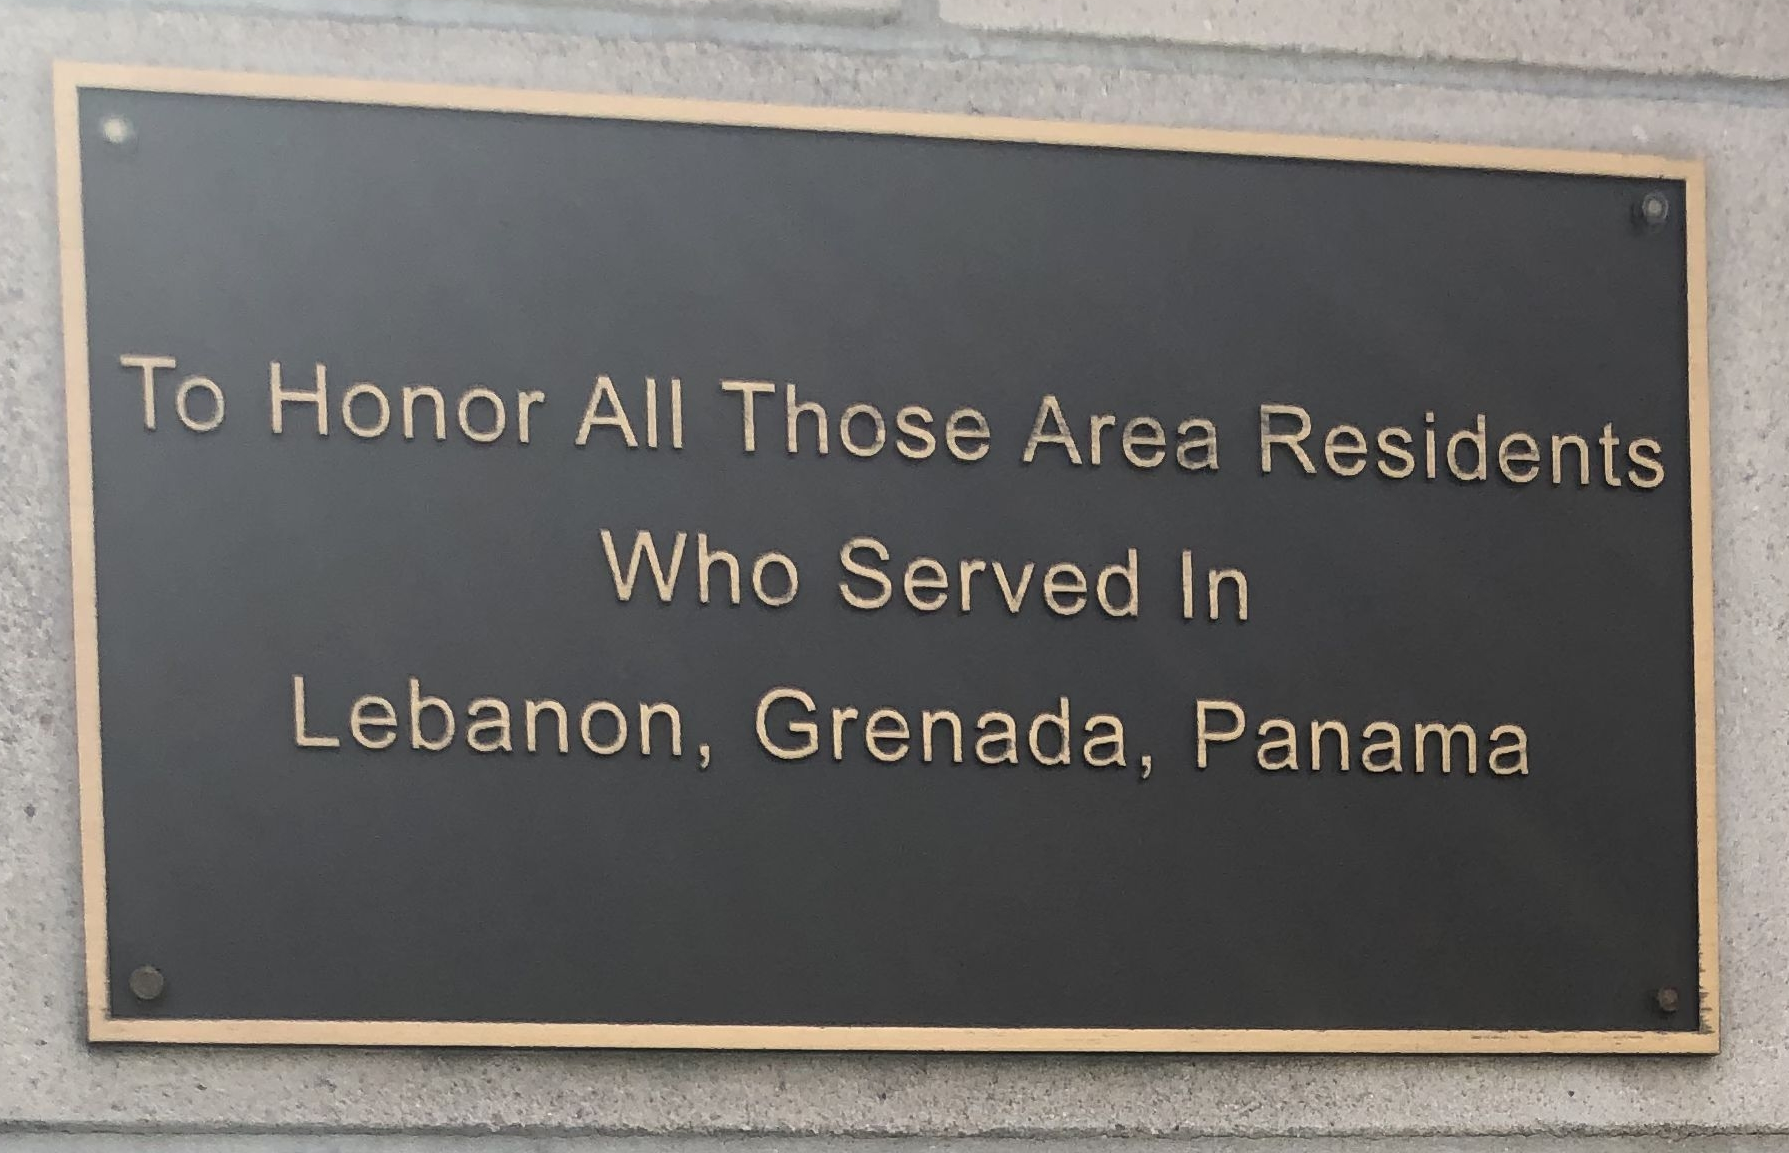 To Honor All Those Area Residents
Who Served In
Lebanon, Grenada, Panama